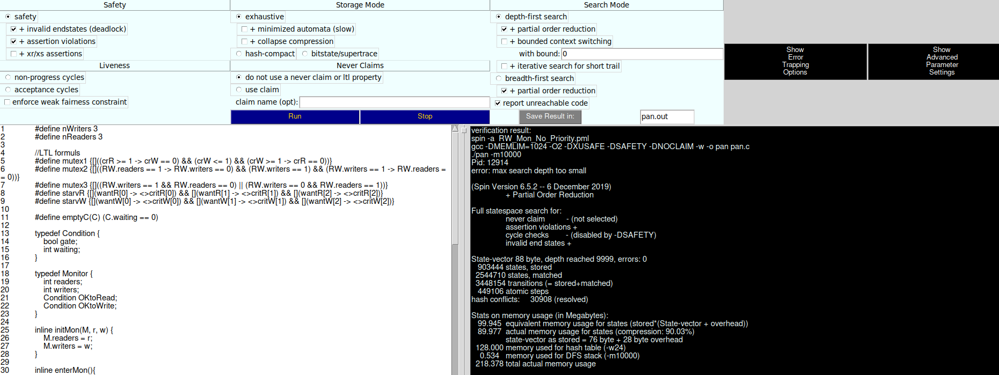 Safety
safety
+ invalid endstates (deadlock)
+ assertion violations
+ xr/xs assertions
Liveness
non-progress cycles
acceptance cycles
enforce weak fairness constraint
Storage Mode
exhaustive
+ minimized automata (slow)
+ collapse compression
hash-compact bitstate/supertrace
Never Claims
do not use a never claim or ltl property
use claim
claim name (opt):
Run Stop
Search Mode
depth-first search
+ partial order reduction
+ bounded context switching
with bound: 0
+ iterative search for short trail
breadth-first search
+ partial order reduction
report unreachable code
Save Result in: pan.out
Show
Error
Trapping
Options
Show
Advanced
Parameter
Settings
1 #define nWriters 3
2 #define nReaders 3
3
4 //LTL formuls
5 #define mutex1 {[]((crR >= 1 -> crW == 0) && (crW <= 1) && (crW >= 1 -> crR == 0))}
6 #define mutex2 {[]((RW.readers == 1 -> RW.writers == 0) && (RW.writers == 1) && (RW.writers == 1 -> RW.readers =
= 0))}
7 #define mutex3 {[]((RW.writers == 1 && RW.readers == 0) || (RW.writers == 0 && RW.readers == 1))}
8 #define starvR {[](wantR[0] -> <>critR[0]) && [](wantR[1] -> <>critR[1]) && [](wantR[2] -> <>critR[2])}
9 #define starvW {[](wantW[0] -> <>critW[0]) && [](wantW[1] -> <>critW[1]) && [](wantW[2] -> <>critW[2])}
10
11 #define emptyC(C) (C.waiting == 0)
12
13 typedef Condition {
14 bool gate;
15 int waiting;
16 }
17
18 typedef Monitor {
19 int readers;
20 int writers;
21 Condition OKtoRead;
22 Condition OKtoWrite;
23 }
24
25 inline initMon(M, r, w) {
26 M.readers = r;
27 M.writers = w;
28 }
29
30 inline enterMon(){
verification result:
spin -a RW_Mon_No_Priority.pml
gcc -DMEMLIM=1024 -O2 -DXUSAFE -DSAFETY -DNOCLAIM -w -o pan pan.c
./pan -m10000
Pid: 12914
error: max search depth too small
(Spin Version 6.5.2 -- 6 December 2019)
+ Partial Order Reduction
Full statespace search for:
never claim - (not selected)
assertion violations +
cycle checks - (disabled by -DSAFETY)
invalid end states +
State-vector 88 byte, depth reached 9999, errors: 0
903444 states, stored
2544710 states, matched
3448154 transitions (= stored+matched)
449106 atomic steps
hash conflicts: 30908 (resolved)
Stats on memory usage (in Megabytes):
99.945 equivalent memory usage for states (stored*(State-vector + overhead))
89.977 actual memory usage for states (compression: 90.03%)
state-vector as stored = 76 byte + 28 byte overhead
128.000 memory used for hash table (-w24)
0.534 memory used for DFS stack (-m10000)
218.378 total actual memory usage